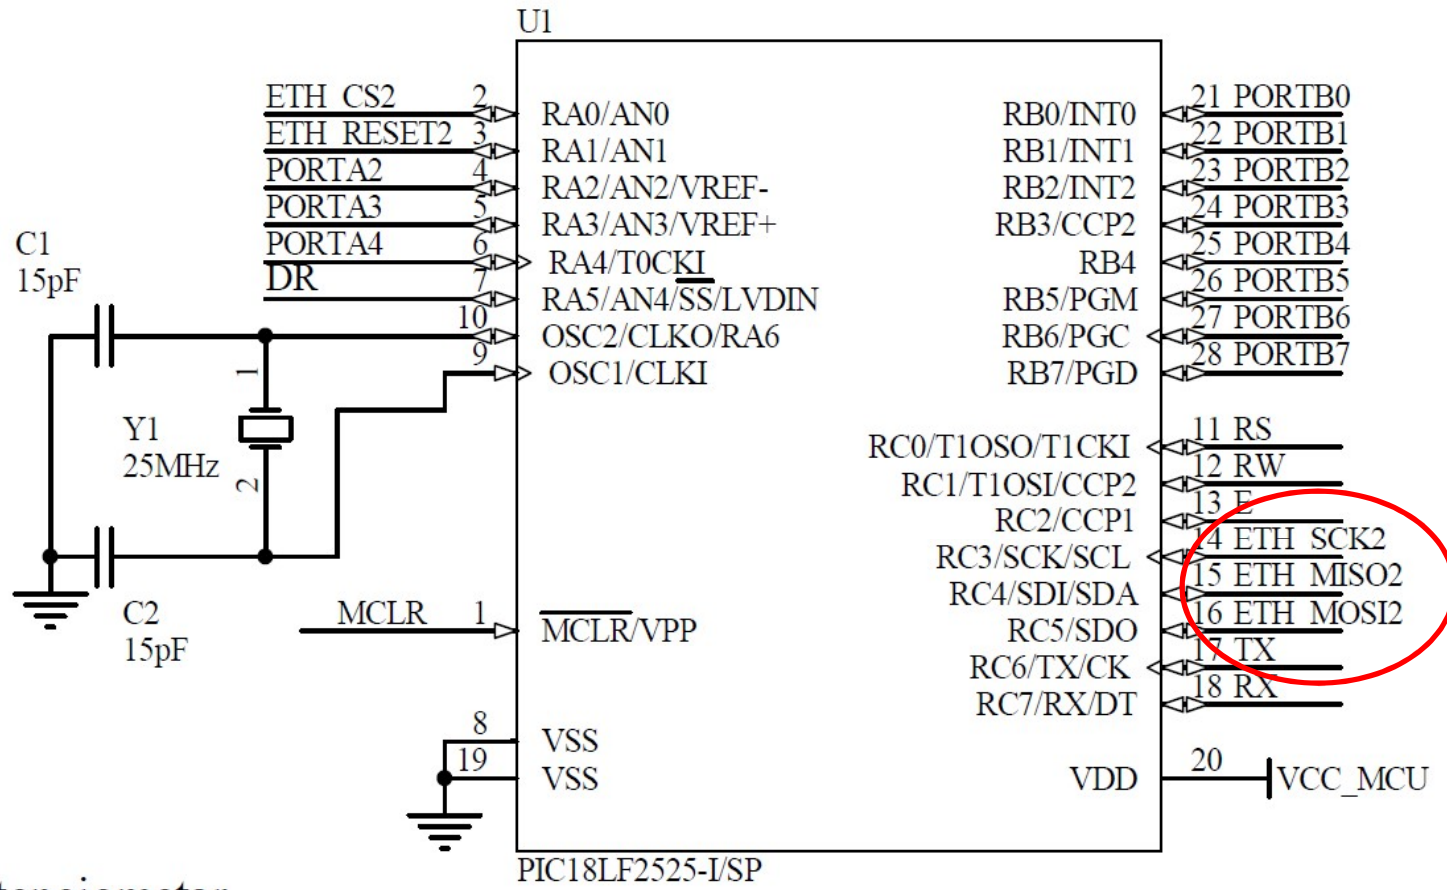 U1
ETH_CS2 2 RA0/AN0
ETH_RESET2 3 RA1/AN1
PORTA2 4 RA2/AN2/VREF-
PORTA3 5 RA3/AN3/VREF+
PORTA4 6 RA4/T0CKI
DR 7 RA5/AN4/SS/LVDIN
10 OSC2/CLKO/RA6
9 OSC1/CLKI
C1
15pF
1
Y1
25MHz
2
C2
15pF
MCLR 1 MCLR/VPP
8 VSS
19 VSS
RB0/INT0 21 PORTB0
RB1/INT1 22 PORTB1
RB2/INT2 23 PORTB2
RB3/CCP2 24 PORTB3
RB4 25 PORTB4
RB5/PGM 26 PORTB5
RB6/PGC 27 PORTB6
RB7/PGD 28 PORTB7
RC0/T1OSO/T1CKI 11 RS
RC1/T1OSI/CCP2 12 RW
RC2/CCP1 13 E
RC3/SCK/SCL 14 ETH_SCK2
RC4/SDI/SDA 15 ETH_MISO2
RC5/SDO 16 ETH_MOSI2
RC6/TX/CK 17 TX
RC7/RX/DT 18 RX
VDD 20 VCC_MCU
PIC18LF2525-I/SP